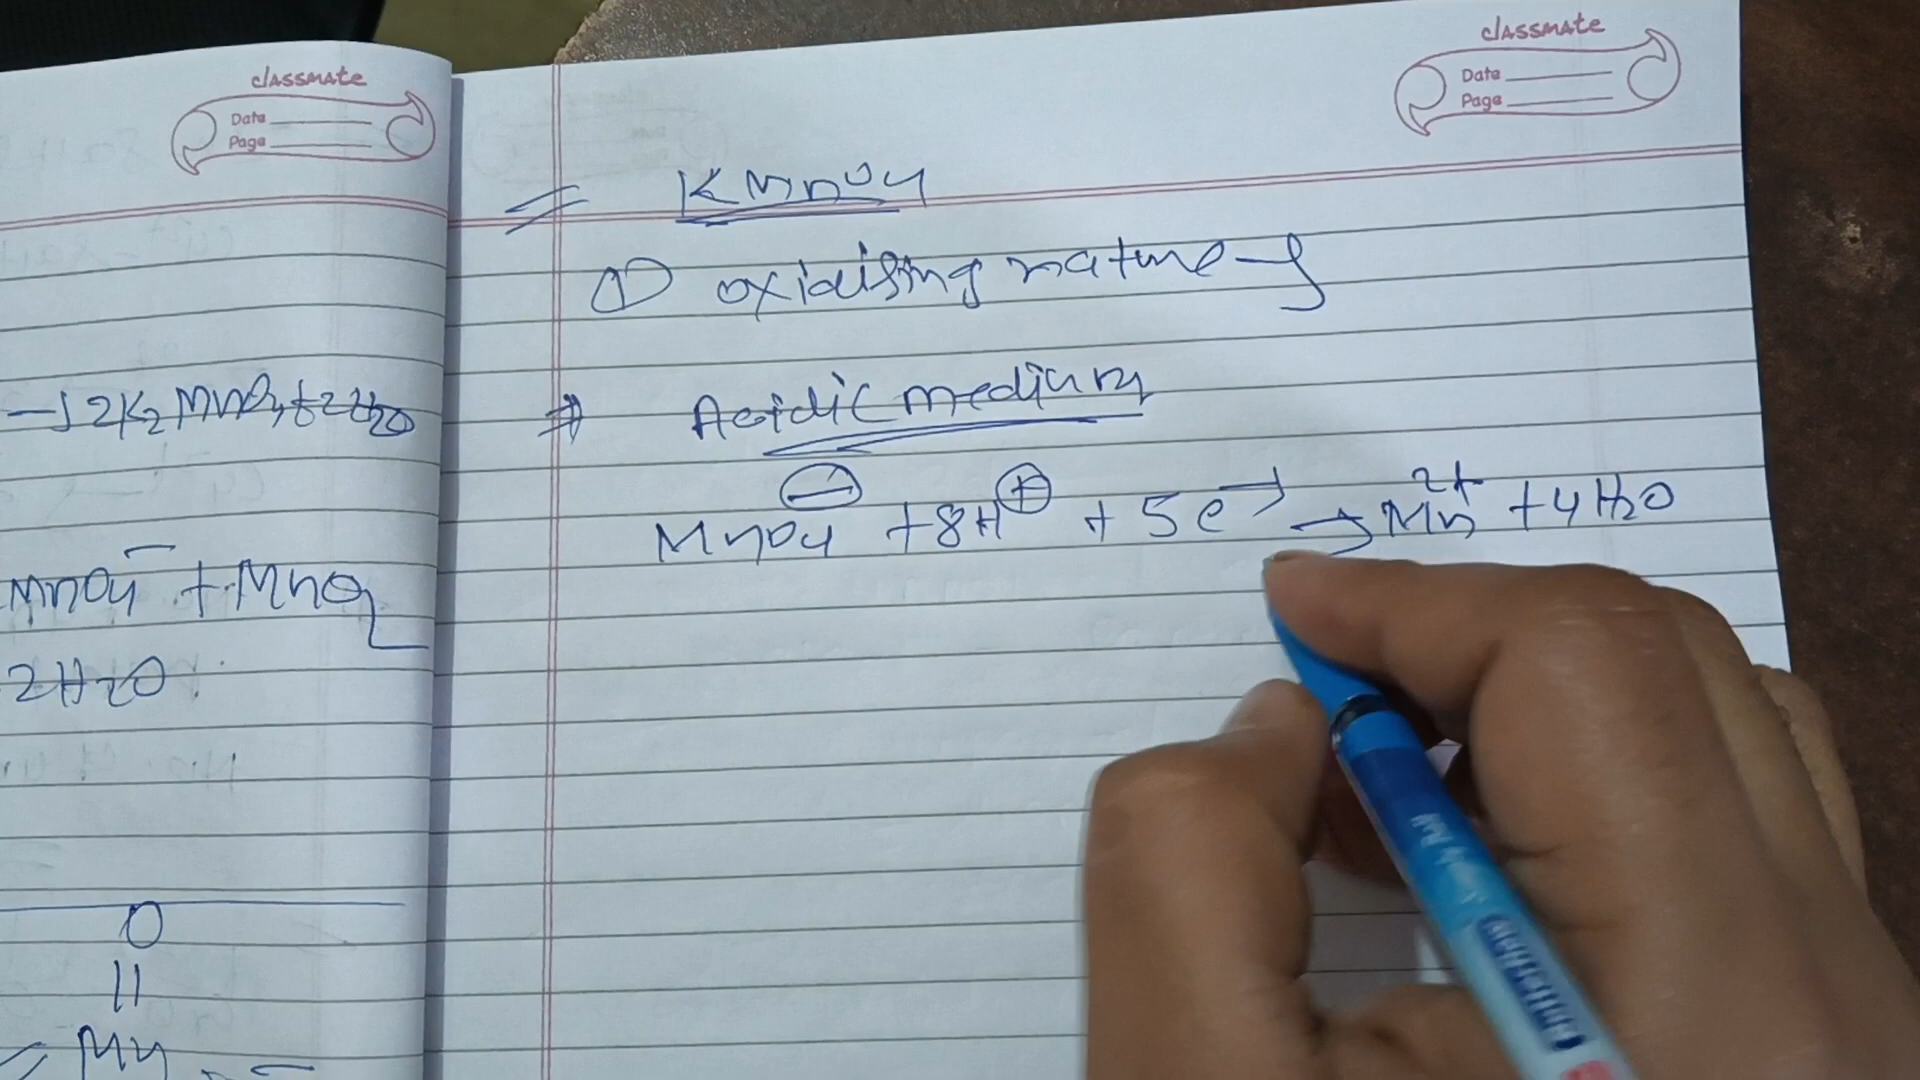 classmate
Date
Page
→ 2K2MnO4 + 2H2O
MnO4⁻ + MnO2
2H2O
O
||
Mn
classmate
Date
Page
KMnO4
① oxidising nature -
⇒ Acidic medium
MnO4⊖ + 8H⊕ + 5e⁻ → Mn2+ + 4H2O